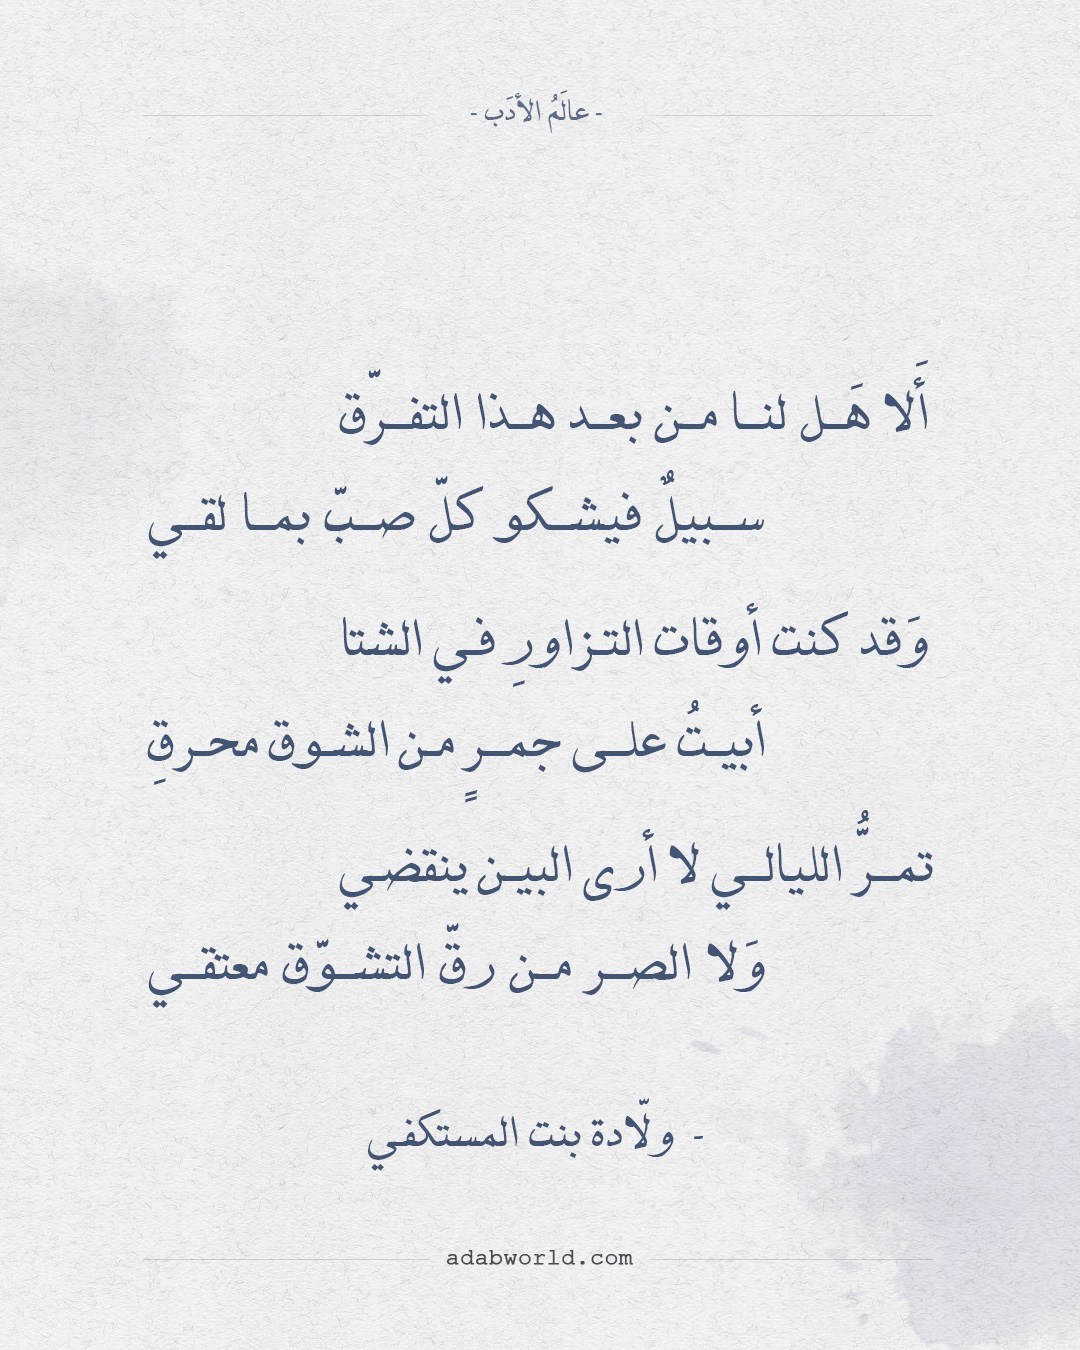 - عالَمُ الأدَب -
أَلا هَل لنا من بعد هذا التفرّق
سبيلٌ فيشكو كلّ صبّ بما لقي
وَقد كنت أوقات التزاورِ في الشتا
أبيتُ على جمرٍ من الشوق محرقِ
تمرُّ الليالي لا أرى البين ينقضي
وَلا الصر من رقّ التشوّق معتقي
- ولّادة بنت المستكفي
adabworld.com